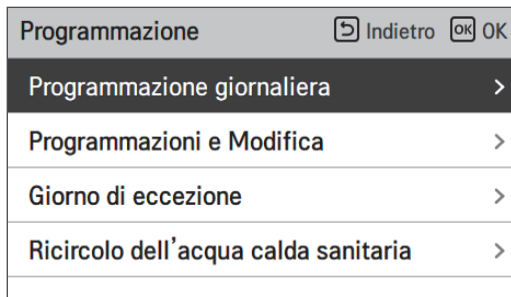 Programmazione Indietro OK OK
Programmazione giornaliera
Programmazioni e Modifica
Giorno di eccezione
Ricircolo dell’acqua calda sanitaria